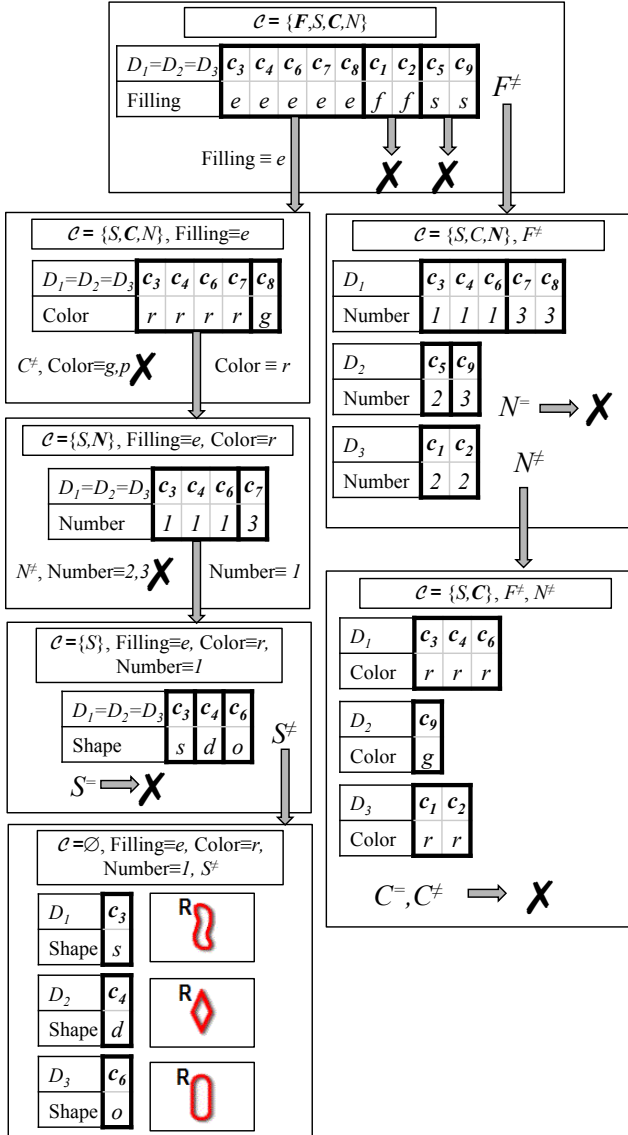 𝒞 = {F,S,C,N}
D₁=D₂=D₃ c₃ c₄ c₆ c₇ c₈ c₁ c₂ c₅ c₉
Filling e e e e e f f s s
F≠
Filling ≡ e
✗ ✗
𝒞 = {S,C,N}, Filling≡e
D₁=D₂=D₃ c₃ c₄ c₆ c₇ c₈
Color r r r r g
C≠, Color≡g,p ✗
Color ≡ r
𝒞={S,N}, Filling≡e, Color≡r
D₁=D₂=D₃ c₃ c₄ c₆ c₇
Number 1 1 1 3
N≠, Number≡2,3 ✗
Number≡ 1
𝒞={S}, Filling≡e, Color≡r,
Number≡1
D₁=D₂=D₃ c₃ c₄ c₆
Shape s d o
S≠
S⁼ ✗
𝒞=∅, Filling≡e, Color≡r,
Number≡1, S≠
D₁ c₃
Shape s
R
D₂ c₄
Shape d
R
D₃ c₆
Shape o
R
𝒞 = {S,C,N}, F≠
D₁ c₃ c₄ c₆ c₇ c₈
Number 1 1 1 3 3
D₂ c₅ c₉
Number 2 3
N⁼ ✗
D₃ c₁ c₂
Number 2 2
N≠
𝒞 = {S,C}, F≠, N≠
D₁ c₃ c₄ c₆
Color r r r
D₂ c₉
Color g
D₃ c₁ c₂
Color r r
C⁼,C≠ ✗